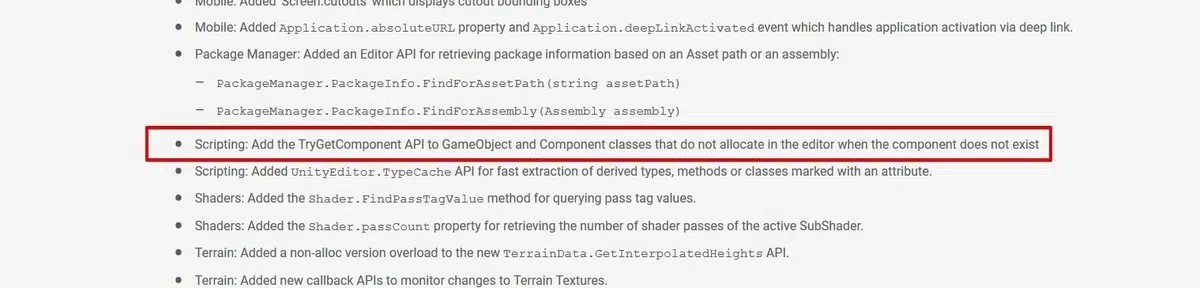 Mobile: Added 'Screen.cutouts' which displays cutout bounding boxes
• Mobile: Added Application.absoluteURL property and Application.deepLinkActivated event which handles application activation via deep link.
• Package Manager: Added an Editor API for retrieving package information based on an Asset path or an assembly:
– PackageManager.PackageInfo.FindForAssetPath(string assetPath)
– PackageManager.PackageInfo.FindForAssembly(Assembly assembly)
• Scripting: Add the TryGetComponent API to GameObject and Component classes that do not allocate in the editor when the component does not exist
• Scripting: Added UnityEditor.TypeCache API for fast extraction of derived types, methods or classes marked with an attribute.
• Shaders: Added the Shader.FindPassTagValue method for querying pass tag values.
• Shaders: Added the Shader.passCount property for retrieving the number of shader passes of the active SubShader.
• Terrain: Added a non-alloc version overload to the new TerrainData.GetInterpolatedHeights API.
• Terrain: Added new callback APIs to monitor changes to Terrain Textures.